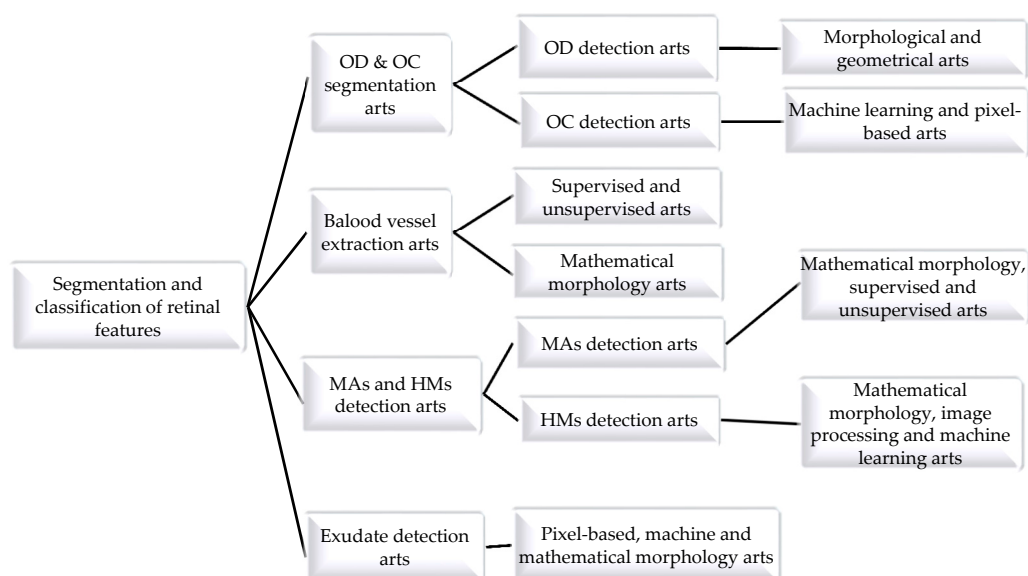 Segmentation and
classification of retinal
features
OD & OC
segmentation
arts
OD detection arts
Morphological and
geometrical arts
OC detection arts
Machine learning and pixel-
based arts
Balood vessel
extraction arts
Supervised and
unsupervised arts
Mathematical
morphology arts
MAs and HMs
detection arts
MAs detection arts
Mathematical morphology,
supervised and
unsupervised arts
HMs detection arts
Mathematical
morphology, image
processing and machine
learning arts
Exudate detection
arts
Pixel-based, machine and
mathematical morphology arts